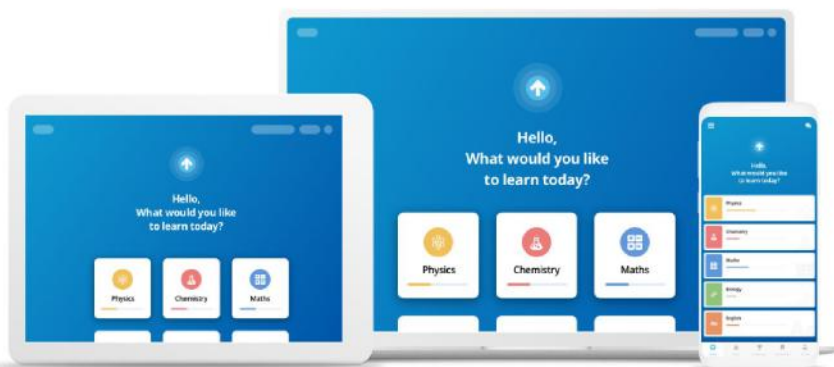 Hello,
What would you like
to learn today?
Physics
Chemistry
Maths
Hello,
What would you like
to learn today?
Physics
Chemistry
Maths
Hello,
What would you like
to learn today?
Physics
Chemistry
Maths
Biology
English